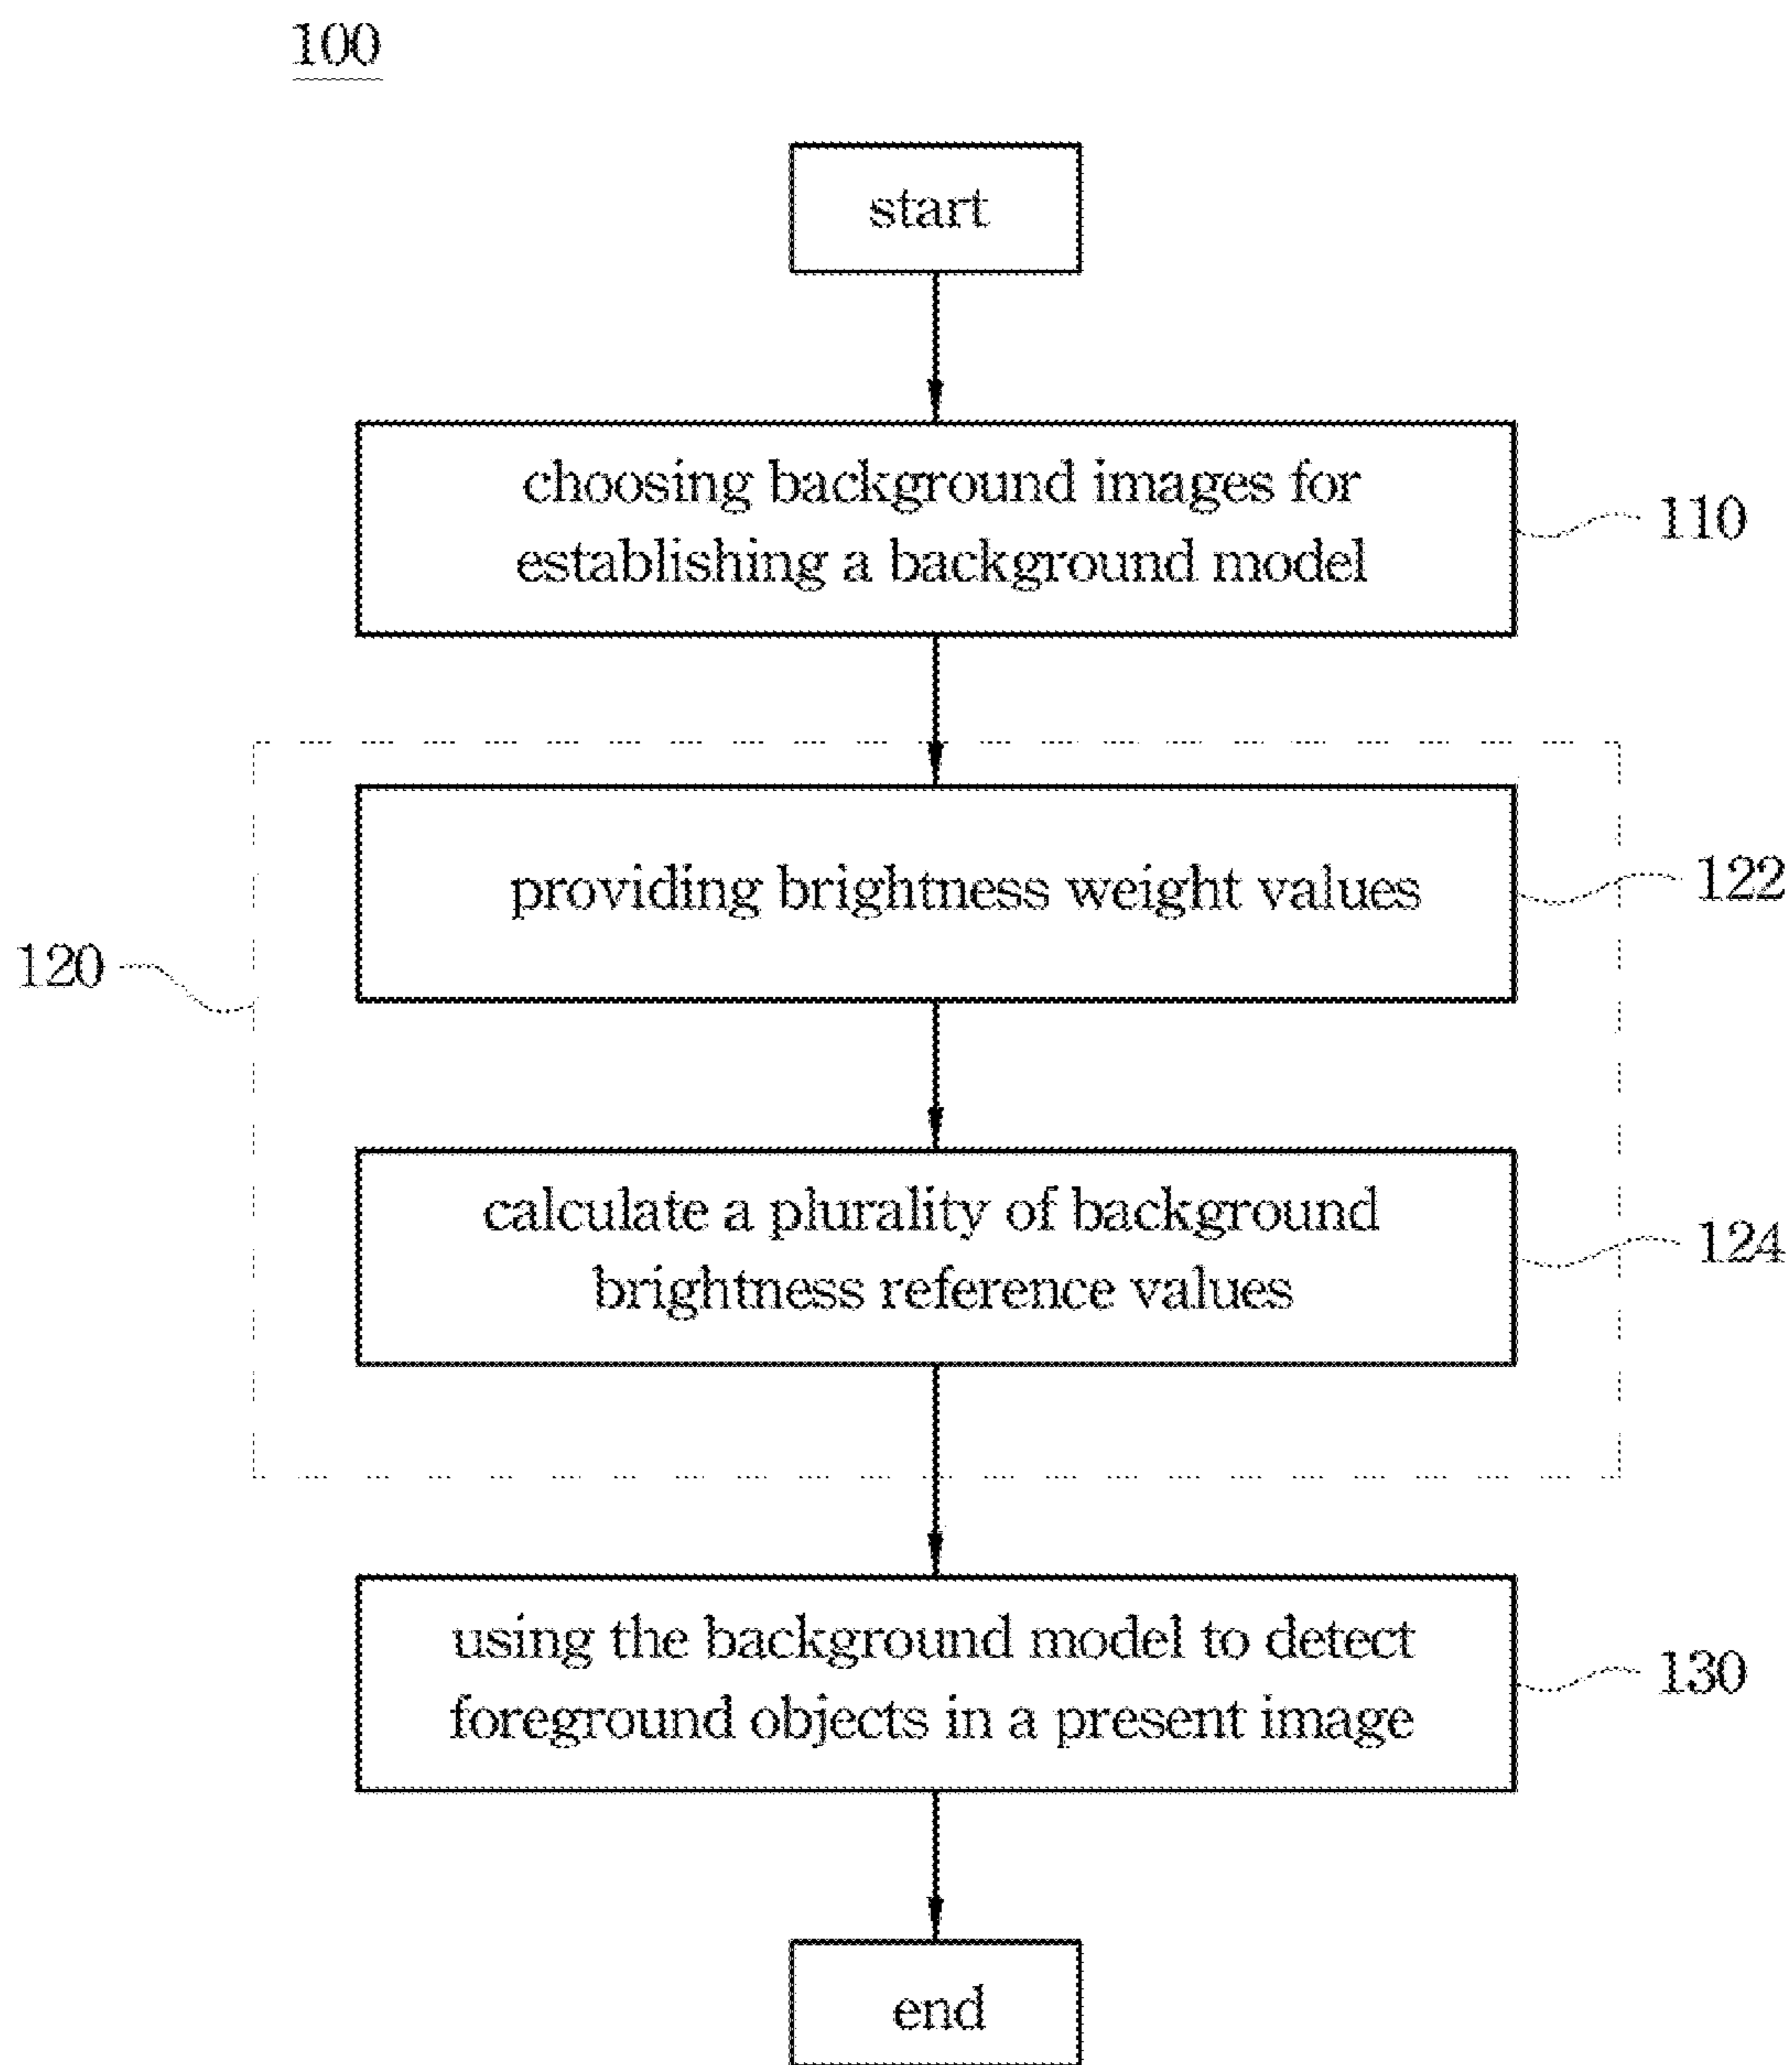 100
start
choosing background images for
establishing a background model
110
providing brightness weight values
122
120
calculate a plurality of background
brightness reference values
124
using the background model to detect
foreground objects in a present image
130
end